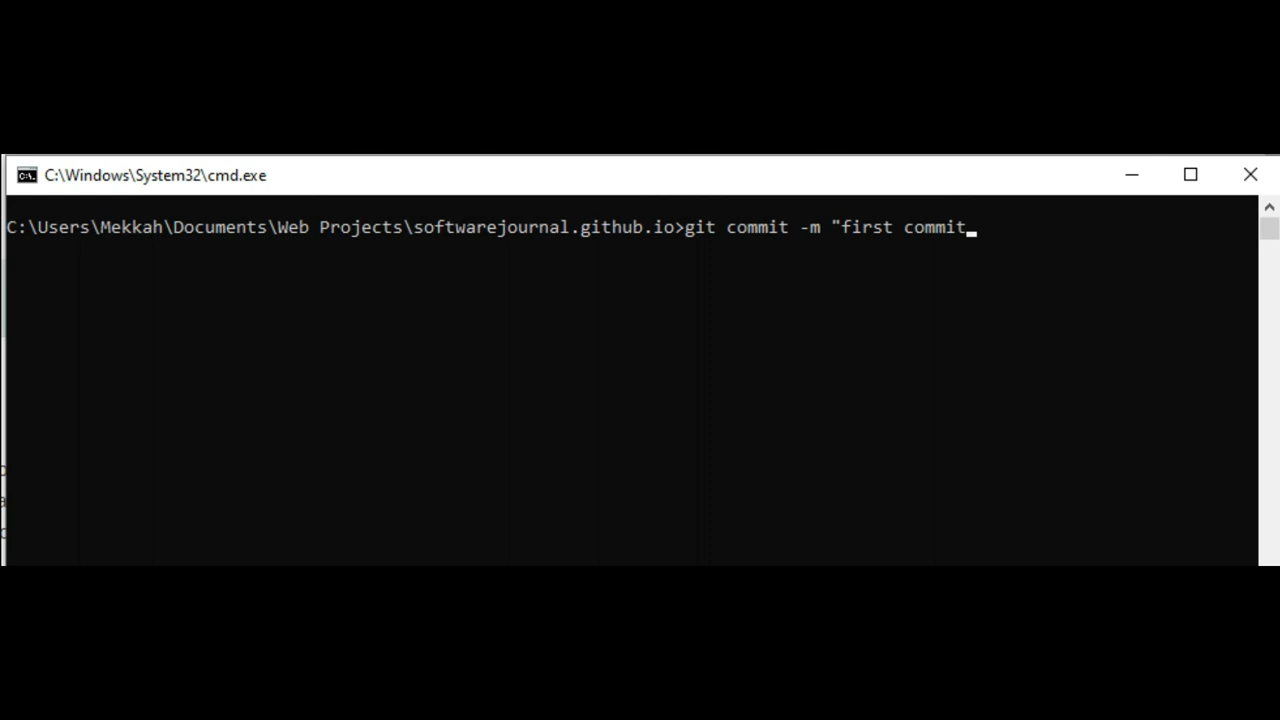 C:\Windows\System32\cmd.exe
C:\Users\Mekkah\Documents\Web Projects\softwarejournal.github.io>git commit -m "first commit